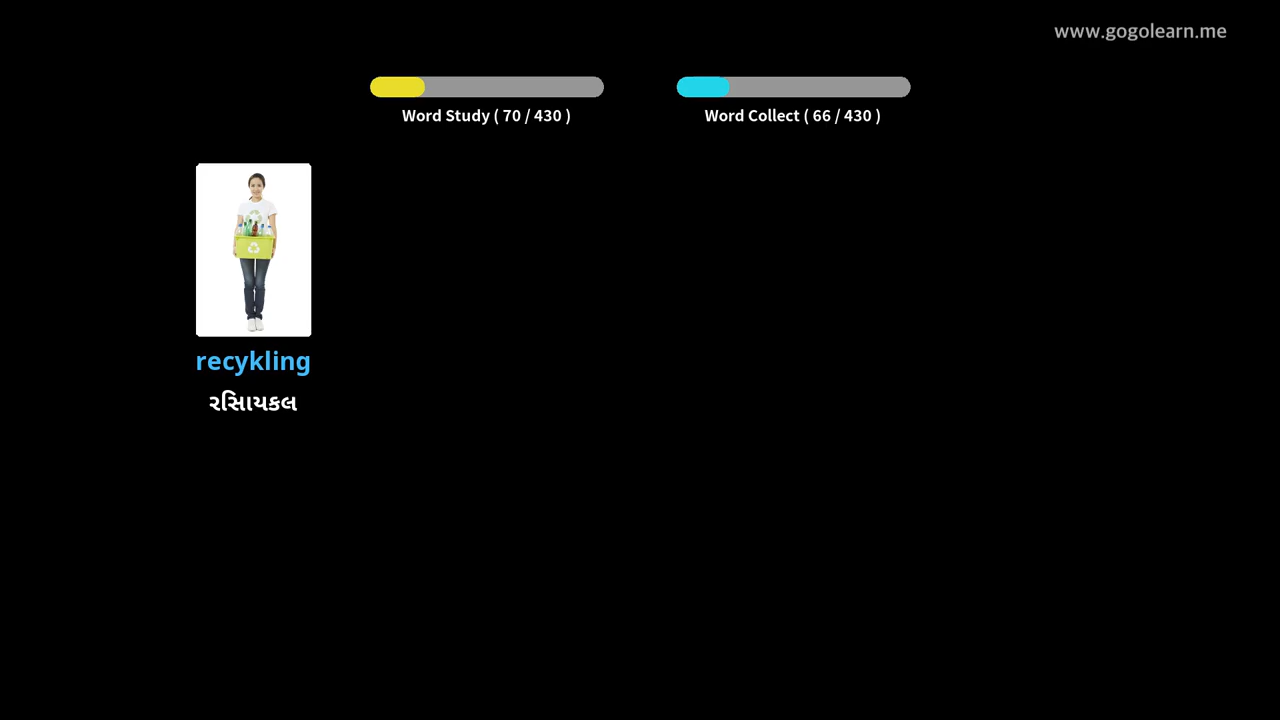 www.gogolearn.me
Word Study ( 70 / 430 )
Word Collect ( 66 / 430 )
recykling
રિસાયકલ